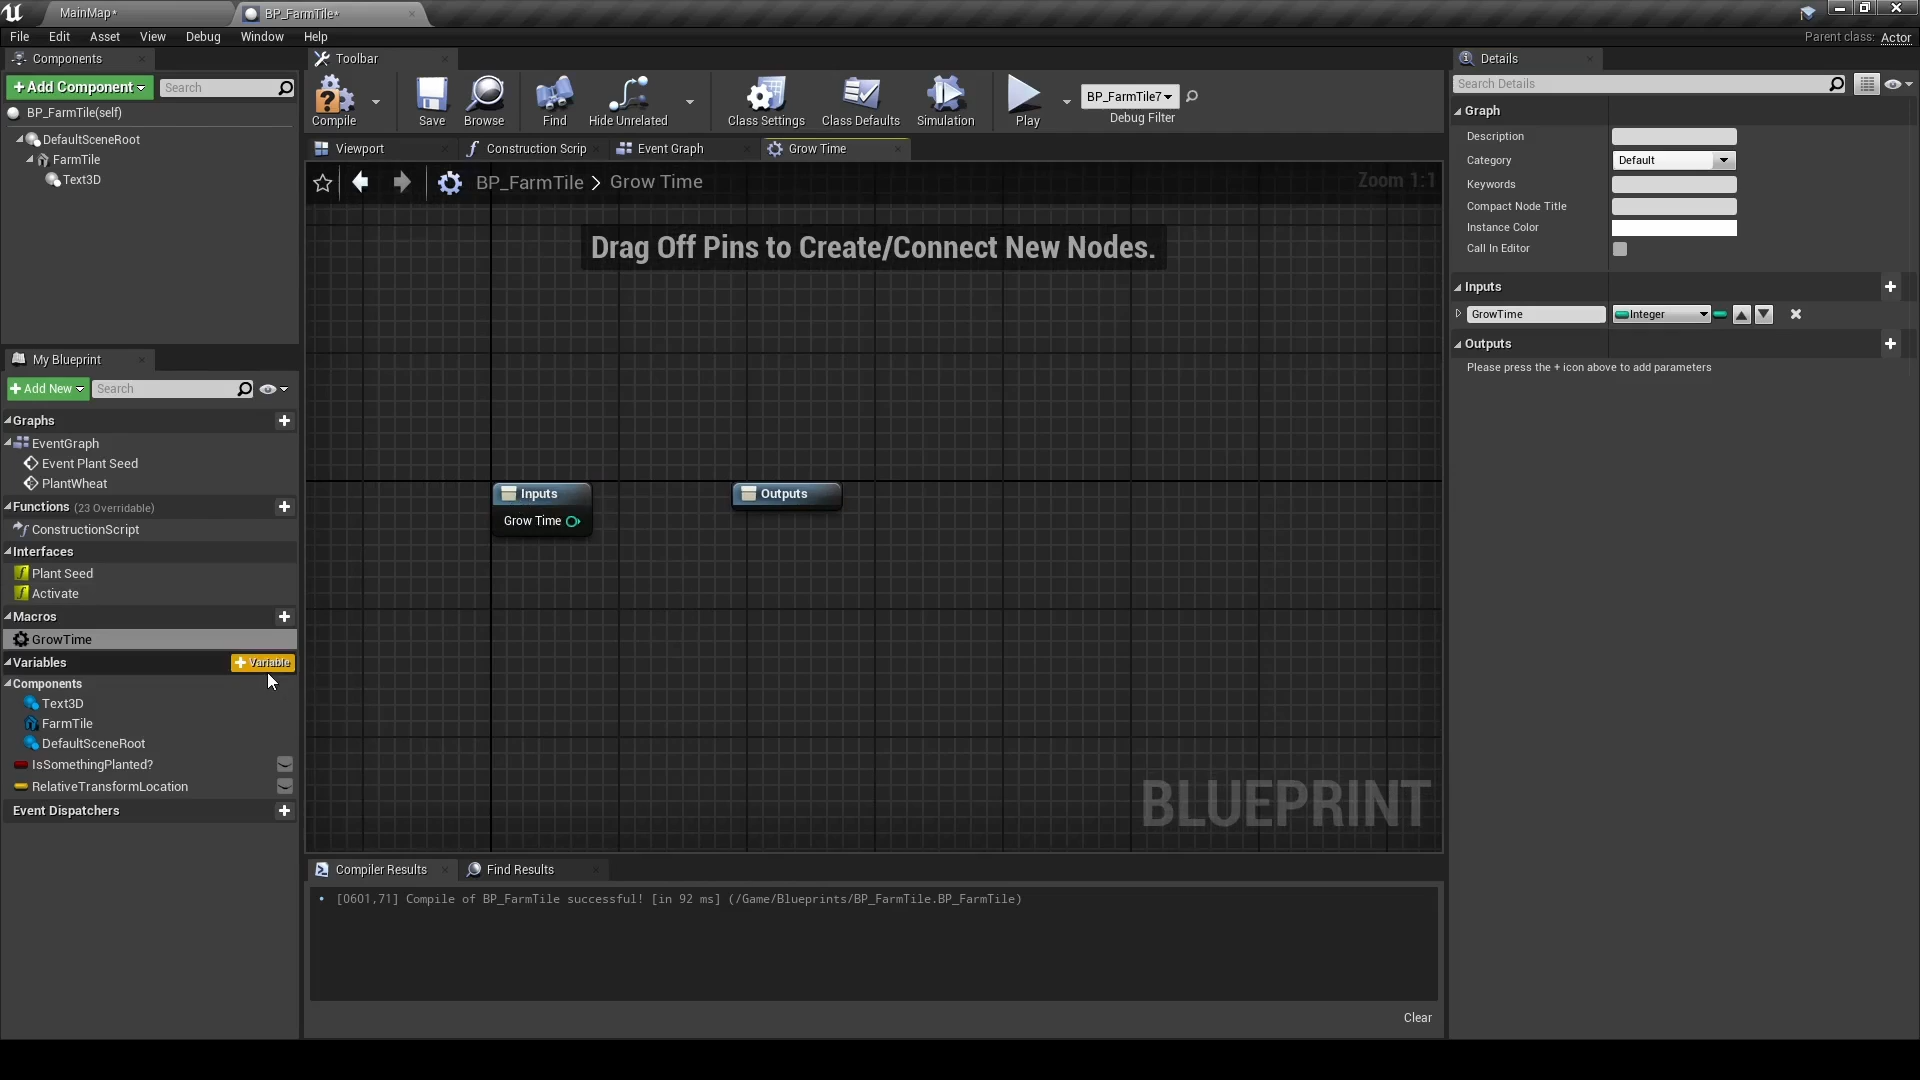 MainMap*
BP_FarmTile*
File Edit Asset View Debug Window Help
Parent class: Actor
Components
+Add Component
Search
BP_FarmTile(self)
DefaultSceneRoot
FarmTile
Text3D
My Blueprint
+Add New
Search
Graphs
EventGraph
Event Plant Seed
PlantWheat
Functions (23 Overridable)
ConstructionScript
Interfaces
Plant Seed
Activate
Macros
GrowTime
Variables
+ Variable
Components
Text3D
FarmTile
DefaultSceneRoot
IsSomethingPlanted?
RelativeTransformLocation
Event Dispatchers
Toolbar
Compile
Save
Browse
Find
Hide Unrelated
Class Settings
Class Defaults
Simulation
Play
BP_FarmTile7
Debug Filter
Viewport
Construction Scrip
Event Graph
Grow Time
BP_FarmTile > Grow Time
Zoom 1:1
Drag Off Pins to Create/Connect New Nodes.
Inputs
Grow Time
Outputs
BLUEPRINT
Compiler Results
Find Results
[0601,71] Compile of BP_FarmTile successful! [in 92 ms] (/Game/Blueprints/BP_FarmTile.BP_FarmTile)
Clear
Details
Search Details
Graph
Description
Category
Default
Keywords
Compact Node Title
Instance Color
Call In Editor
Inputs
GrowTime
Integer
Outputs
Please press the + icon above to add parameters